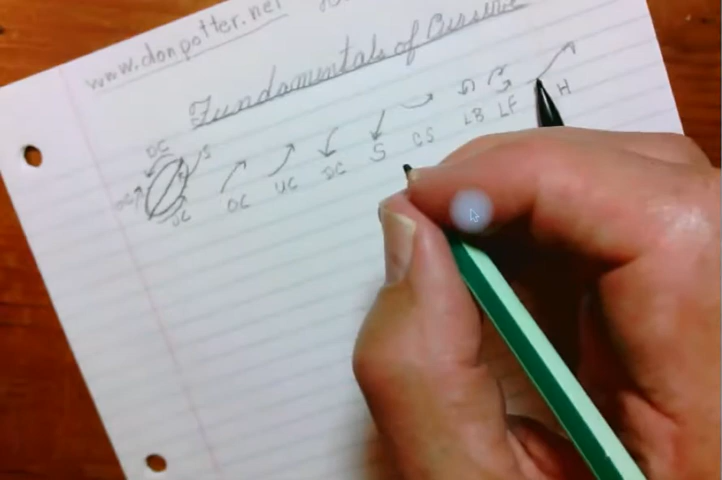 www.donpotter.net
Fundamentals of Cursive
DC S
OC UC OC UC DC S CS LB LF H